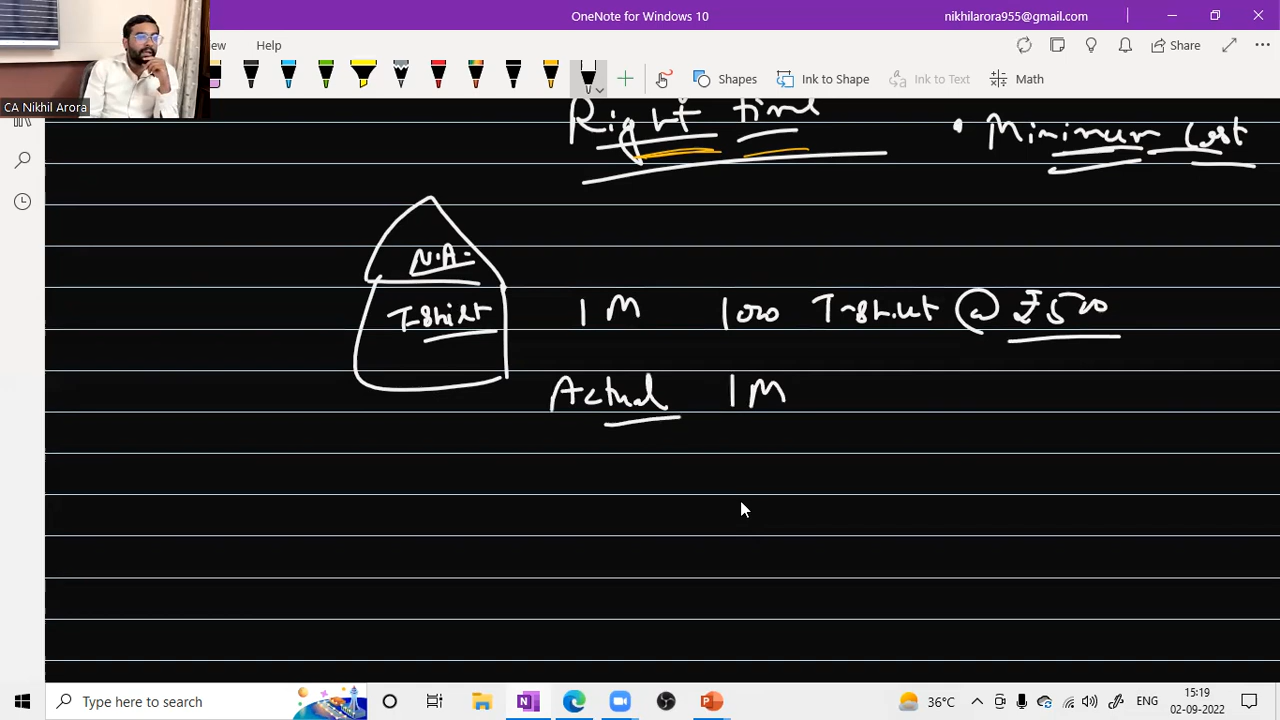 OneNote for Windows 10
nikhilarora955@gmail.com
Help
Shapes
Ink to Shape
Ink to Text
Math
Share
CA Nikhil Arora
Right time
• Minimum Cost
N.A.
T-shirt
1 M 100 T-shirt @ ₹500
Actual 1 M
Type here to search
36°C
ENG
15:19
02-09-2022